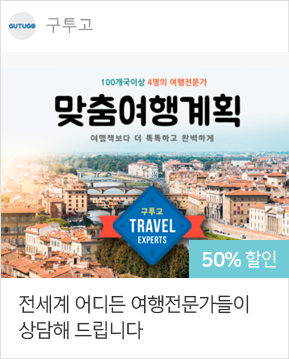 GUTUGO
구투고
100개국이상 4명의 여행전문가
맞춤여행계획
여행책보다 더 똑똑하고 완벽하게
구투고
TRAVEL
EXPERTS
50% 할인
전세계 어디든 여행전문가들이
상담해 드립니다